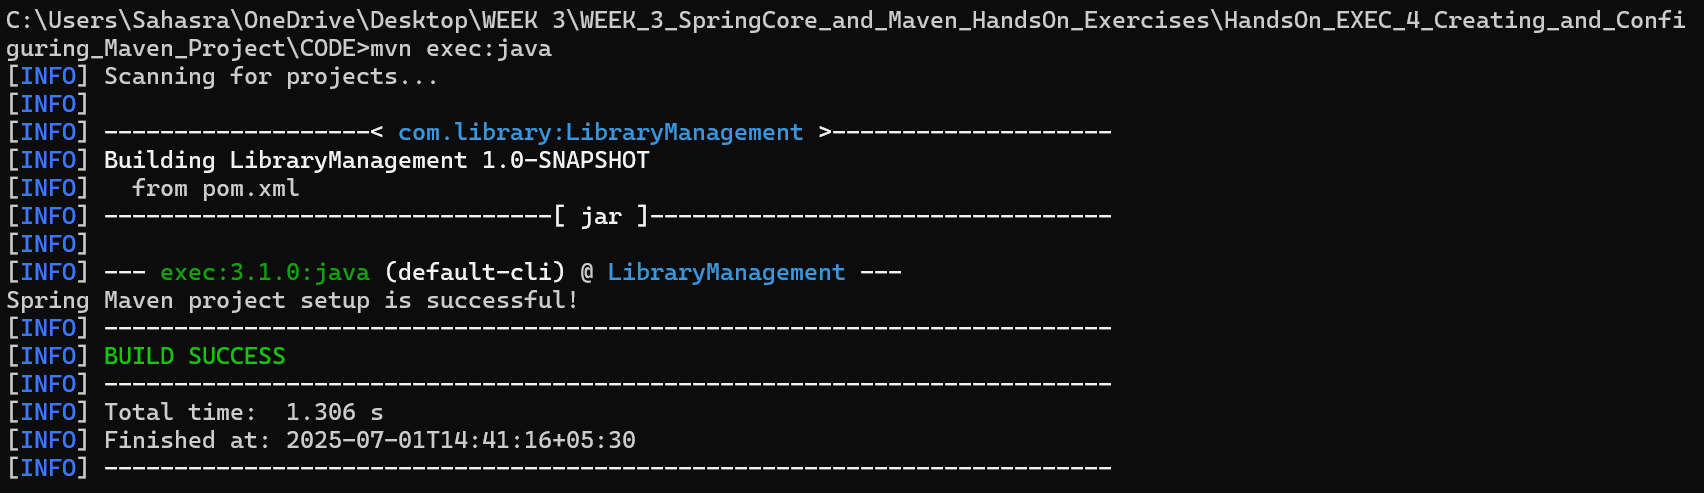 C:\Users\Sahasra\OneDrive\Desktop\WEEK 3\WEEK_3_SpringCore_and_Maven_HandsOn_Exercises\HandsOn_EXEC_4_Creating_and_Confi
guring_Maven_Project\CODE>mvn exec:java
[INFO] Scanning for projects...
[INFO]
[INFO] -------------------< com.library:LibraryManagement >--------------------
[INFO] Building LibraryManagement 1.0-SNAPSHOT
[INFO]   from pom.xml
[INFO] --------------------------------[ jar ]---------------------------------
[INFO]
[INFO] --- exec:3.1.0:java (default-cli) @ LibraryManagement ---
Spring Maven project setup is successful!
[INFO] ------------------------------------------------------------------------
[INFO] BUILD SUCCESS
[INFO] ------------------------------------------------------------------------
[INFO] Total time:  1.306 s
[INFO] Finished at: 2025-07-01T14:41:16+05:30
[INFO] ------------------------------------------------------------------------